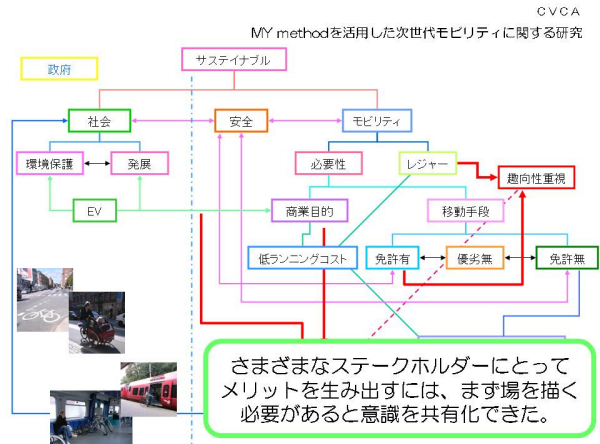 CVCA
MY methodを活用した次世代モビリティに関する研究
サステイナブル
政府
社会
安全
モビリティ
環境保護
発展
必要性
レジャー
趣向性重視
EV
商業目的
移動手段
低ランニングコスト
免許有
優劣無
免許無
さまざまなステークホルダーにとって
メリットを生み出すには、まず場を描く
必要があると意識を共有化できた。